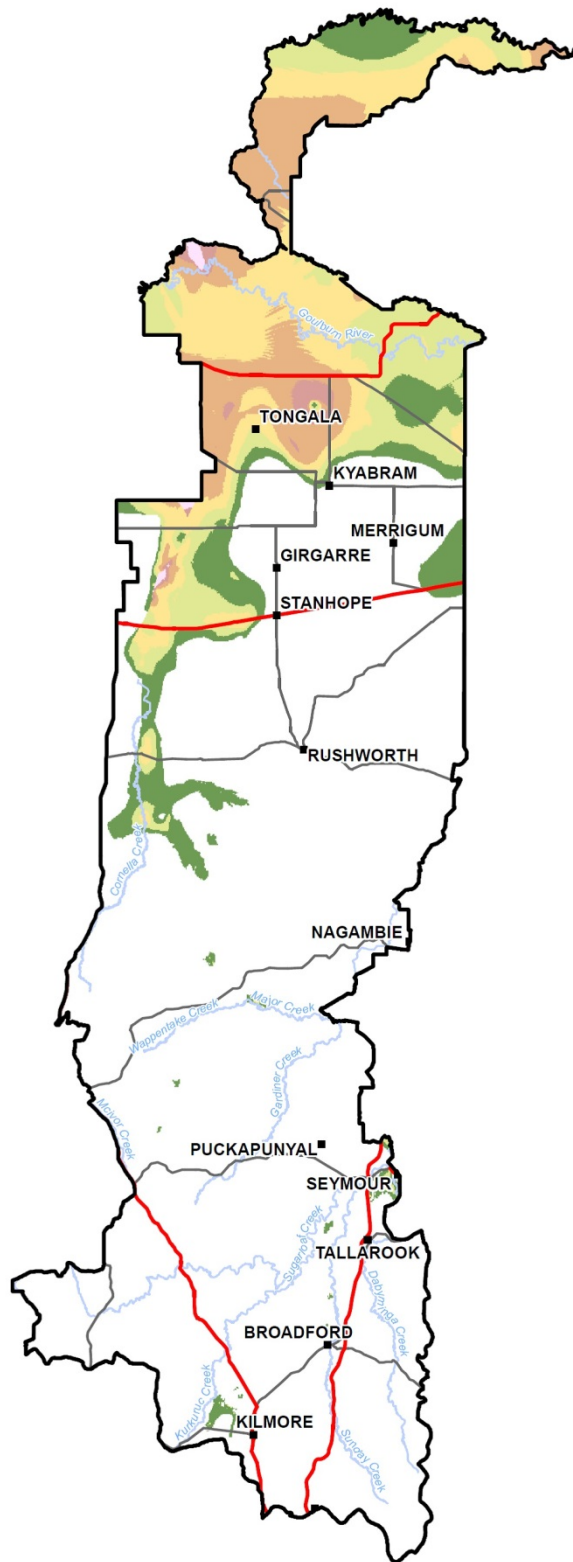 Goulburn River
TONGALA
KYABRAM
MERRIGUM
GIRGARRE
STANHOPE
RUSHWORTH
Cornella Creek
NAGAMBIE
Major Creek
Wappentake Creek
Gardiner Creek
McIvor Creek
PUCKAPUNYAL
SEYMOUR
Sugarloaf Creek
TALLAROOK
Dabyminga Creek
BROADFORD
Kurkuruc Creek
KILMORE
Sunday Creek